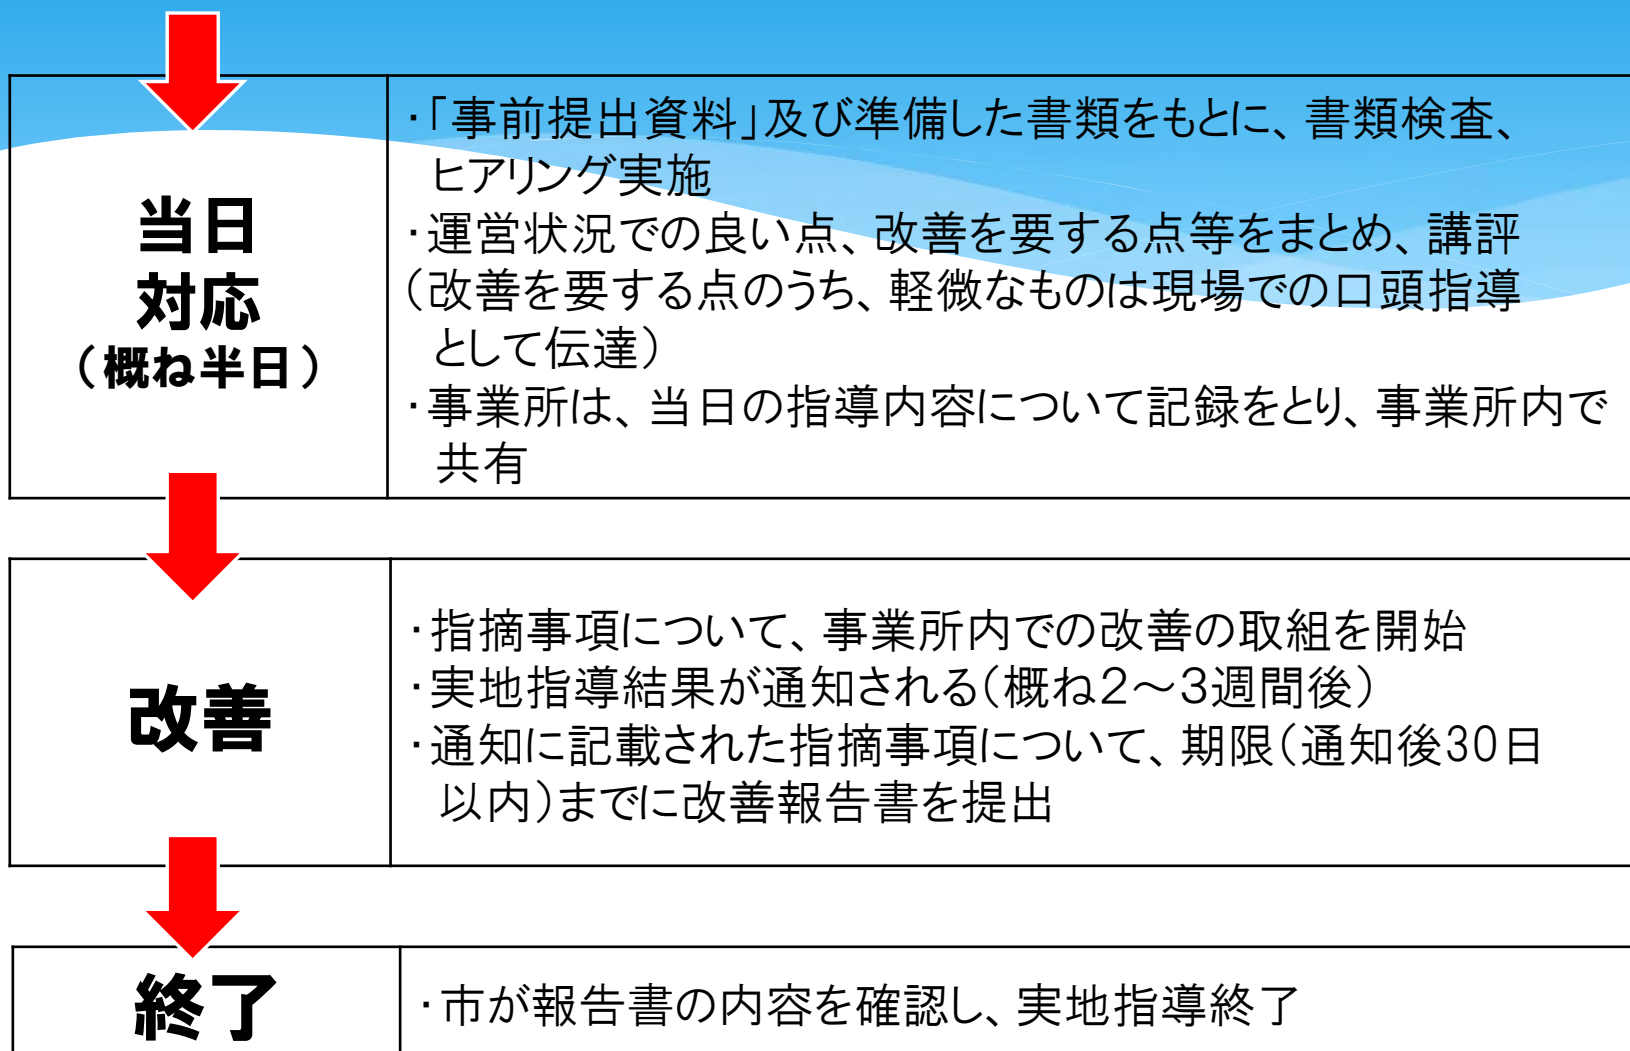 当日
対応
（概ね半日）
・「事前提出資料」及び準備した書類をもとに、書類検査、
ヒアリング実施
・運営状況での良い点、改善を要する点等をまとめ、講評
（改善を要する点のうち、軽微なものは現場での口頭指導
として伝達）
・事業所は、当日の指導内容について記録をとり、事業所内で
共有
改善
・指摘事項について、事業所内での改善の取組を開始
・実地指導結果が通知される（概ね２～３週間後）
・通知に記載された指摘事項について、期限（通知後30日
以内）までに改善報告書を提出
終了
・市が報告書の内容を確認し、実地指導終了